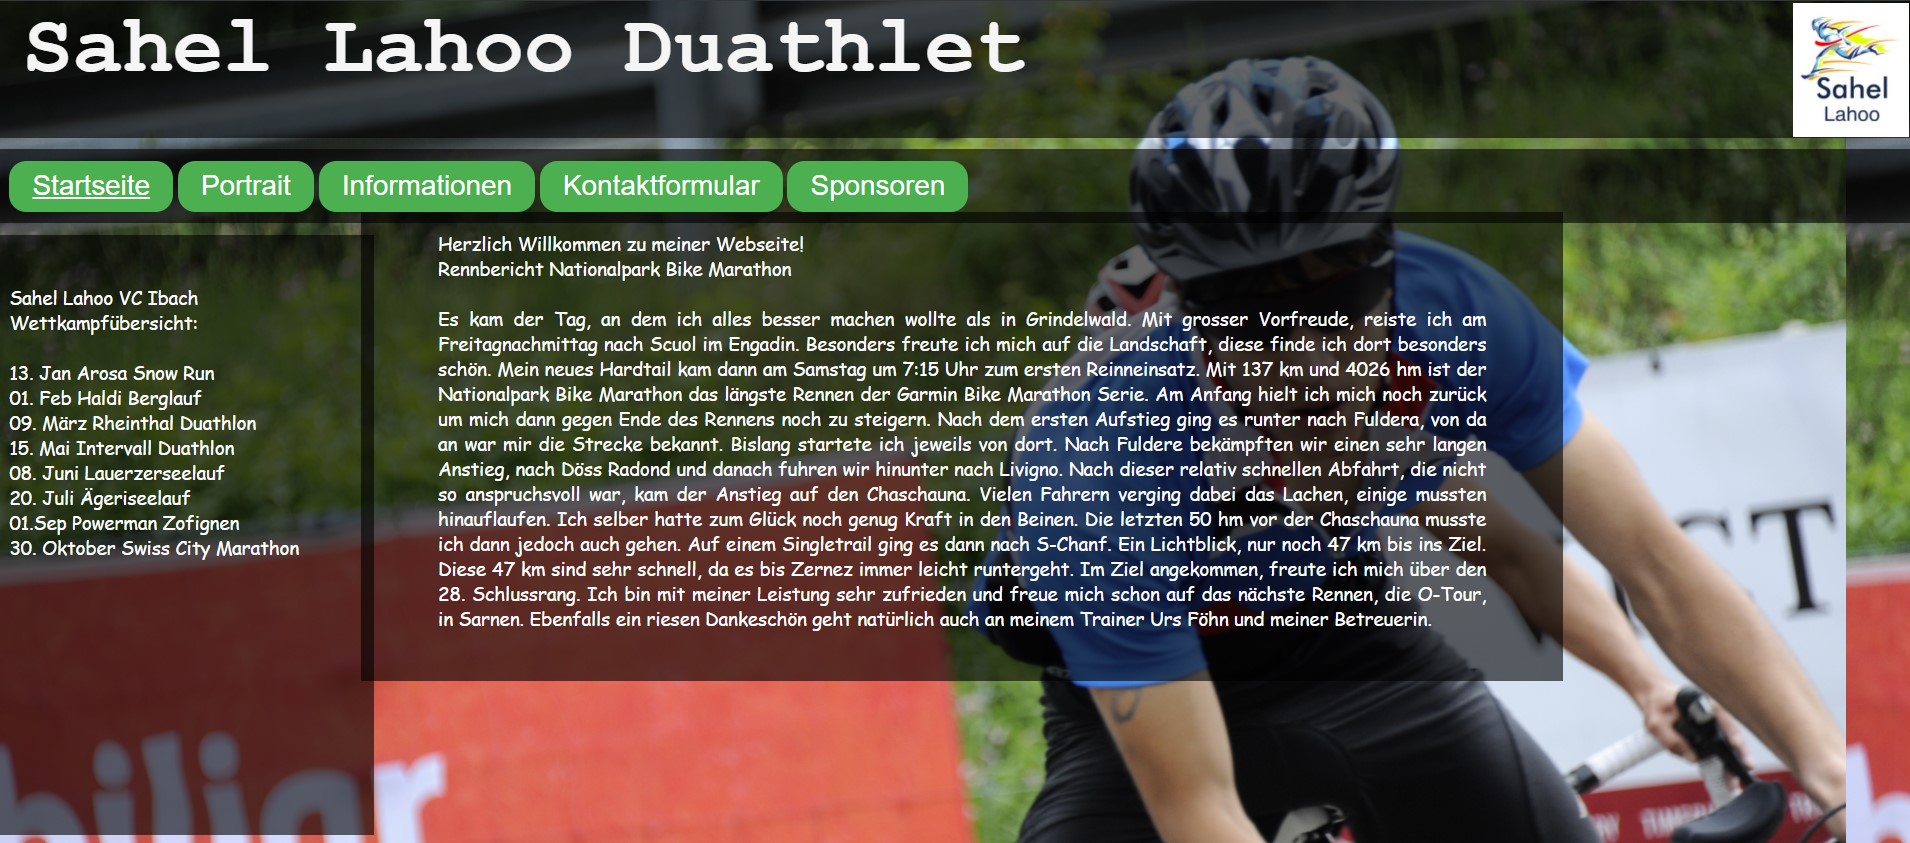 Sahel Lahoo Duathlet
Sahel
Lahoo
Startseite Portrait Informationen Kontaktformular Sponsoren
Sahel Lahoo VC Ibach
Wettkampfübersicht:
13. Jan Arosa Snow Run
01. Feb Haldi Berglauf
09. März Rheinthal Duathlon
15. Mai Intervall Duathlon
08. Juni Lauerzerseelauf
20. Juli Ägeriseelauf
01.Sep Powerman Zofignen
30. Oktober Swiss City Marathon
Herzlich Willkommen zu meiner Webseite!
Rennbericht Nationalpark Bike Marathon
Es kam der Tag, an dem ich alles besser machen wollte als in Grindelwald. Mit grosser Vorfreude, reiste ich am
Freitagnachmittag nach Scuol im Engadin. Besonders freute ich mich auf die Landschaft, diese finde ich dort besonders
schön. Mein neues Hardtail kam dann am Samstag um 7:15 Uhr zum ersten Reinneinsatz. Mit 137 km und 4026 hm ist der
Nationalpark Bike Marathon das längste Rennen der Garmin Bike Marathon Serie. Am Anfang hielt ich mich noch zurück
um mich dann gegen Ende des Rennens noch zu steigern. Nach dem ersten Aufstieg ging es runter nach Fuldera, von da
an war mir die Strecke bekannt. Bislang startete ich jeweils von dort. Nach Fuldere bekämpften wir einen sehr langen
Anstieg, nach Döss Radond und danach fuhren wir hinunter nach Livigno. Nach dieser relativ schnellen Abfahrt, die nicht
so anspruchsvoll war, kam der Anstieg auf den Chaschauna. Vielen Fahrern verging dabei das Lachen, einige mussten
hinauflaufen. Ich selber hatte zum Glück noch genug Kraft in den Beinen. Die letzten 50 hm vor der Chaschauna musste
ich dann jedoch auch gehen. Auf einem Singletrail ging es dann nach S-Chanf. Ein Lichtblick, nur noch 47 km bis ins Ziel.
Diese 47 km sind sehr schnell, da es bis Zernez immer leicht runtergeht. Im Ziel angekommen, freute ich mich über den
28. Schlussrang. Ich bin mit meiner Leistung sehr zufrieden und freue mich schon auf das nächste Rennen, die O-Tour,
in Sarnen. Ebenfalls ein riesen Dankeschön geht natürlich auch an meinem Trainer Urs Föhn und meiner Betreuerin.